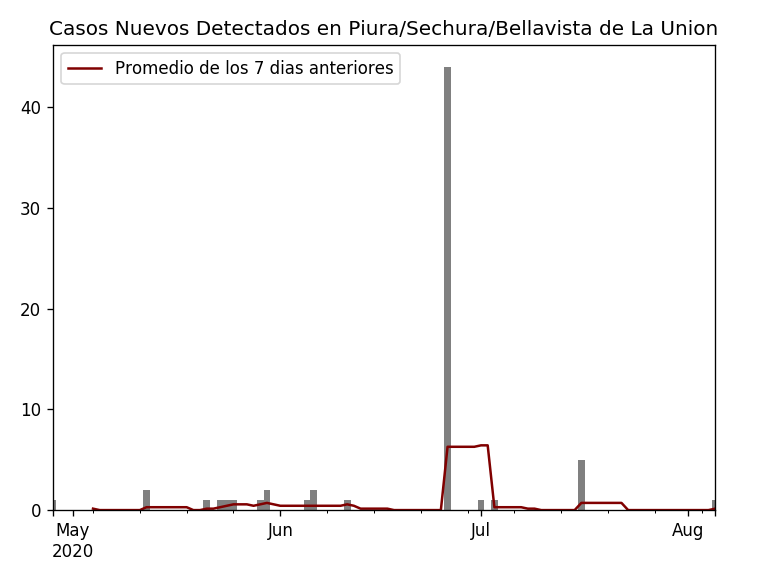 Casos Nuevos Detectados en Piura/Sechura/Bellavista de La Union
Promedio de los 7 dias anteriores
40
30
20
10
0
May Jun Jul Aug
2020